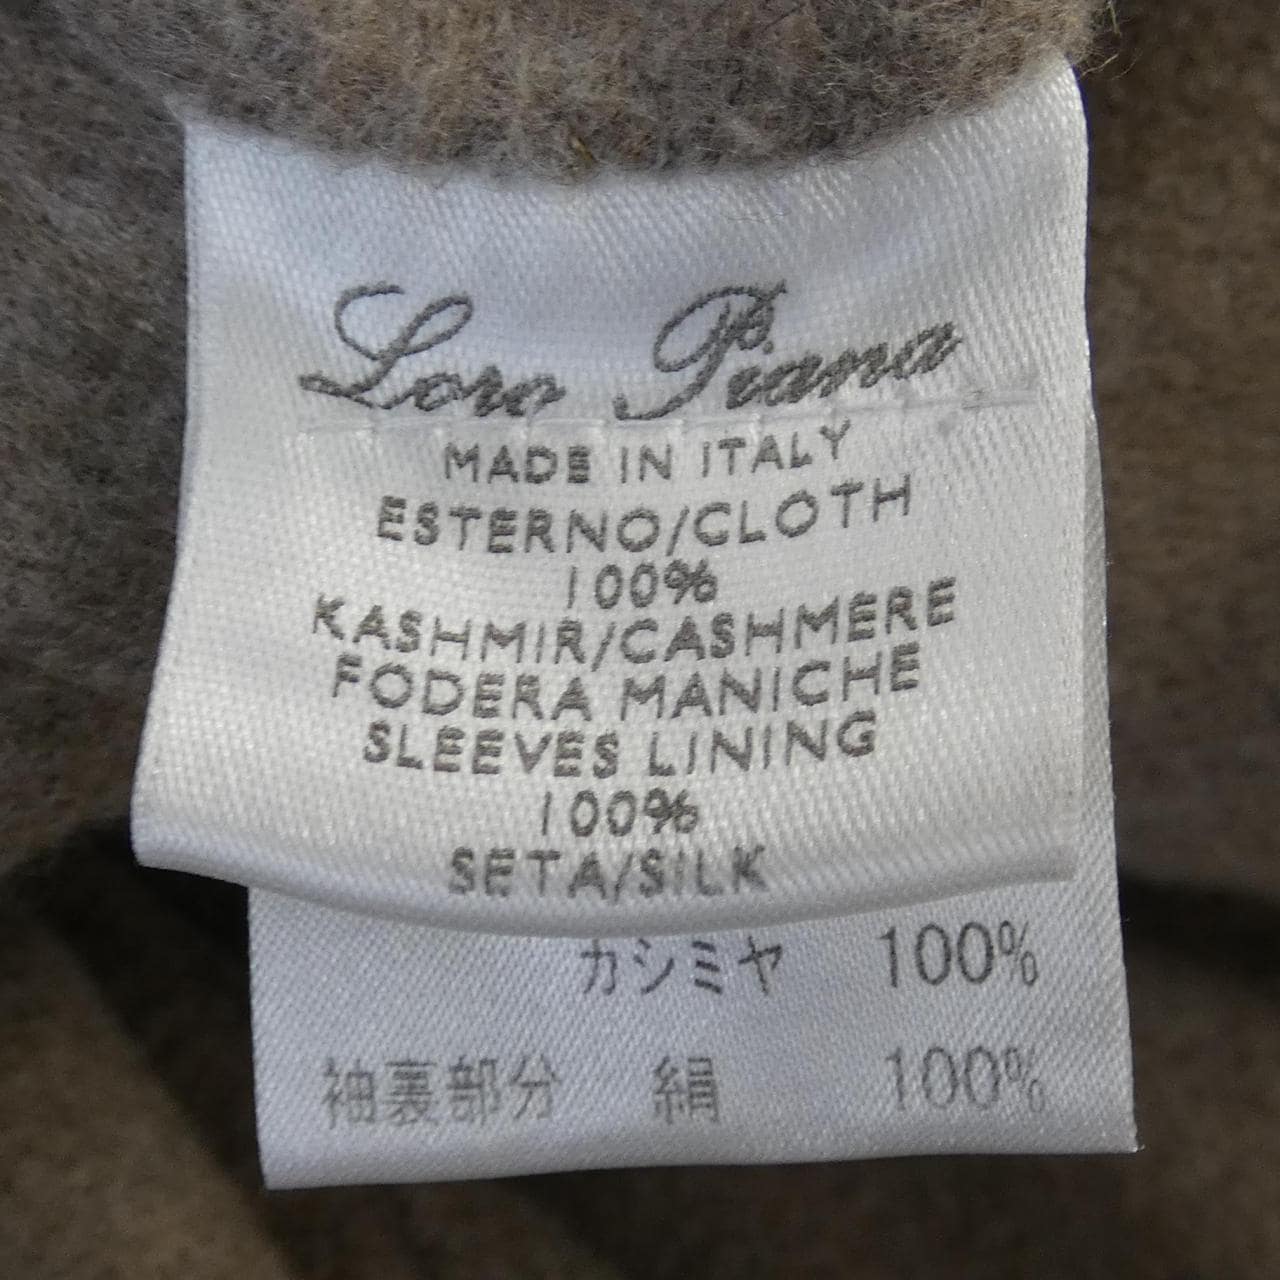 Loro Piana
MADE IN ITALY
ESTERNO/CLOTH
100%
KASHMIR/CASHMERE
FODERA MANICHE
SLEEVES LINING
100%
SETA/SILK
カシミヤ 100%
袖裏部分 絹 100%